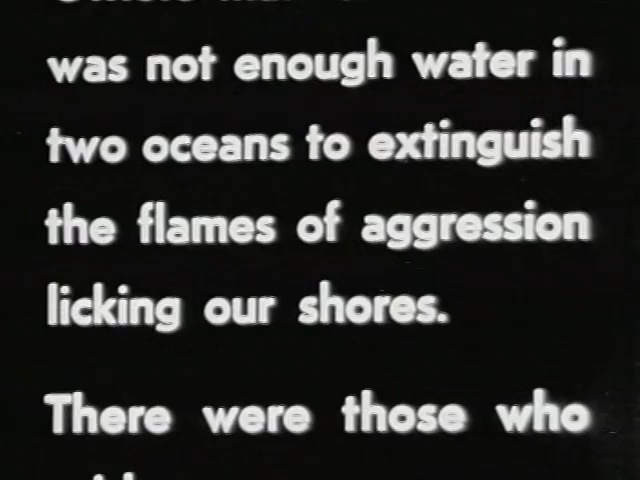 was not enough water in
two oceans to extinguish
the flames of aggression
licking our shores.
There were those who